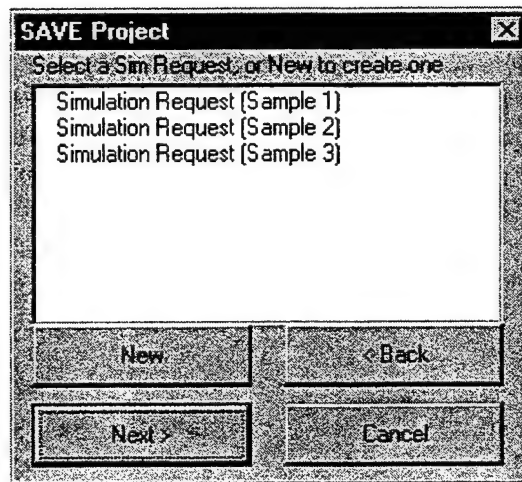 SAVE Project
Select a Sim Request, or New to create one
Simulation Request (Sample 1)
Simulation Request (Sample 2)
Simulation Request (Sample 3)
New
< Back
Next >
Cancel